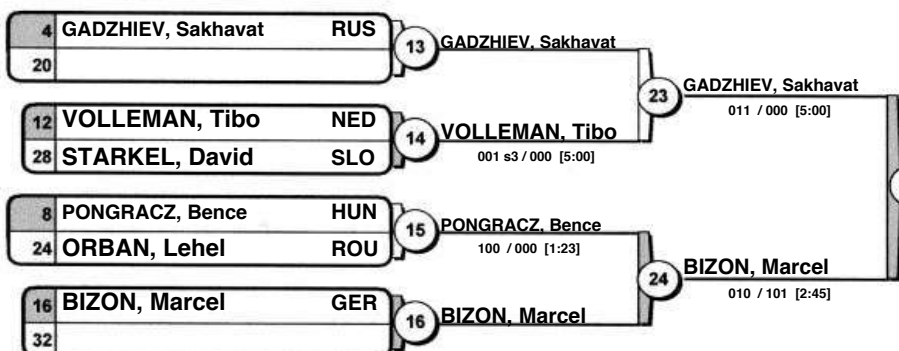 4 GADZHIEV, Sakhavat RUS
20
13
GADZHIEV, Sakhavat
12 VOLLEMAN, Tibo NED
28 STARKEL, David SLO
14
VOLLEMAN, Tibo
001 s3 / 000 [5:00]
23
GADZHIEV, Sakhavat
011 / 000 [5:00]
8 PONGRACZ, Bence HUN
24 ORBAN, Lehel ROU
15
PONGRACZ, Bence
100 / 000 [1:23]
16 BIZON, Marcel GER
32
16
BIZON, Marcel
24
BIZON, Marcel
010 / 101 [2:45]